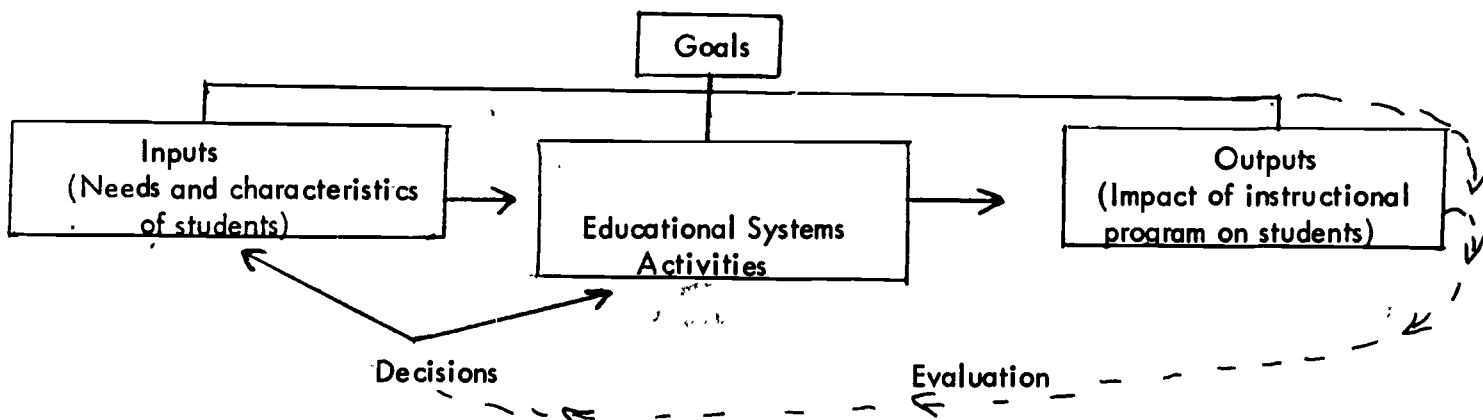 Goals
Inputs
(Needs and characteristics
of students)
Educational Systems
Activities
Outputs
(Impact of instructional
program on students)
Decisions
Evaluation